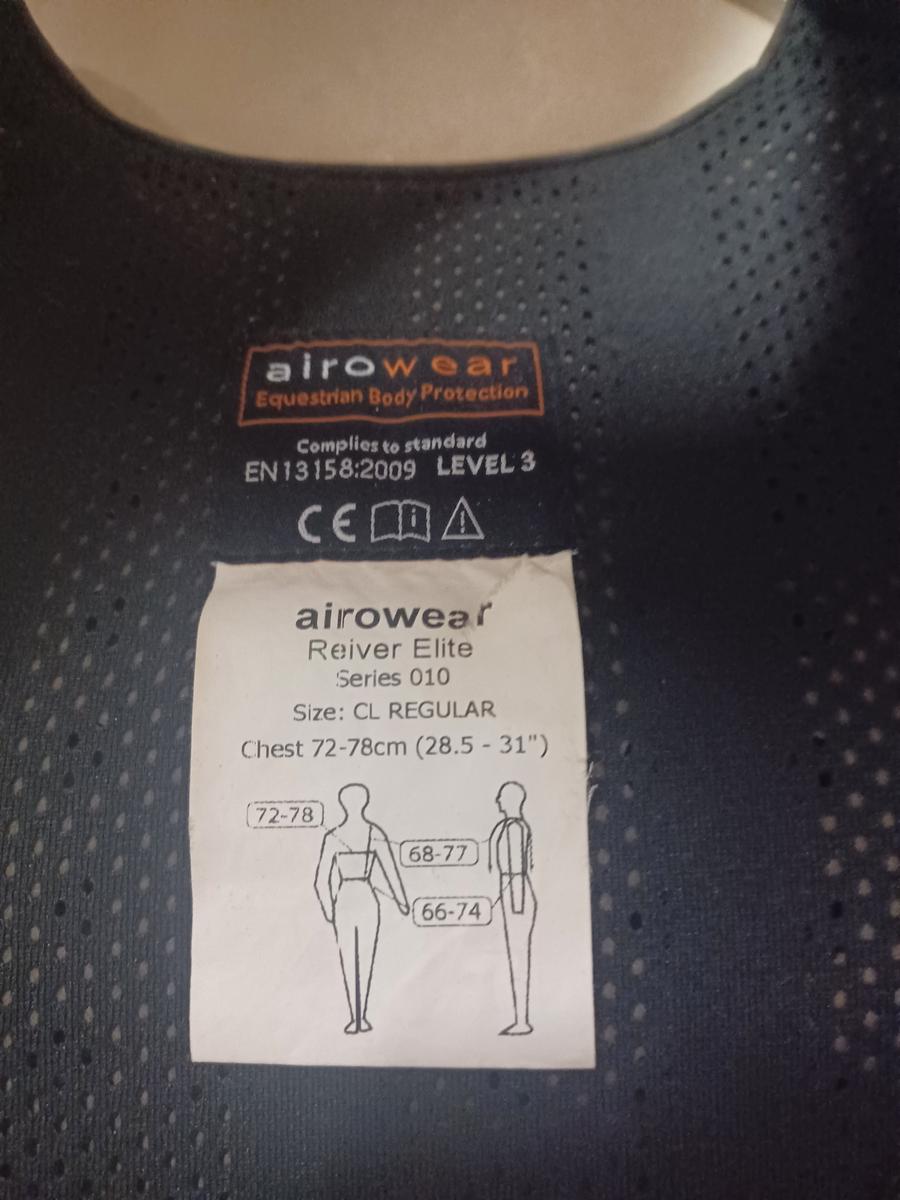 airowear
Equestrian Body Protection
Complies to standard
EN13158:2009 LEVEL 3
CE
airowear
Reiver Elite
Series 010
Size: CL REGULAR
Chest 72-78cm (28.5 - 31")
72-78
68-77
66-74